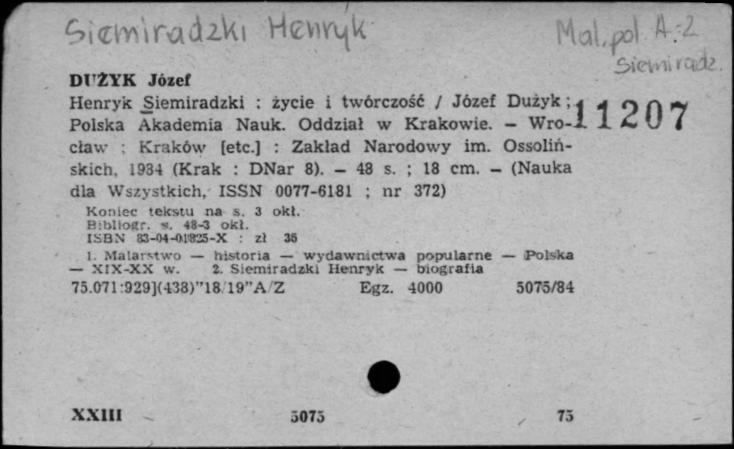 Siemiradzki Henryk
Mal. pol. A-Z
Siemiradz.
DUŻYK Józef
11207
Henryk Siemiradzki : życie i twórczość / Józef Dużyk ;
Polska Akademia Nauk. Oddział w Krakowie. — Wro-
cław ; Kraków [etc.] : Zakład Narodowy im. Ossoliń-
skich, 1984 (Krak : DNar 8). — 48 s. ; 18 cm. — (Nauka
dla Wszystkich, ISSN 0077-6181 ; nr 372)
Koniec tekstu na s. 3 okł.
Bibliogr. s. 48-3 okł.
ISBN 83-04-01825-X : zł 35
1. Malarstwo — historia — wydawnictwa popularne — Polska
— XIX-XX w. 2. Siemiradzki Henryk — biografia
75.071:929](438)"18/19"A/Z Egz. 4000 5075/84
XXIII 5075 75